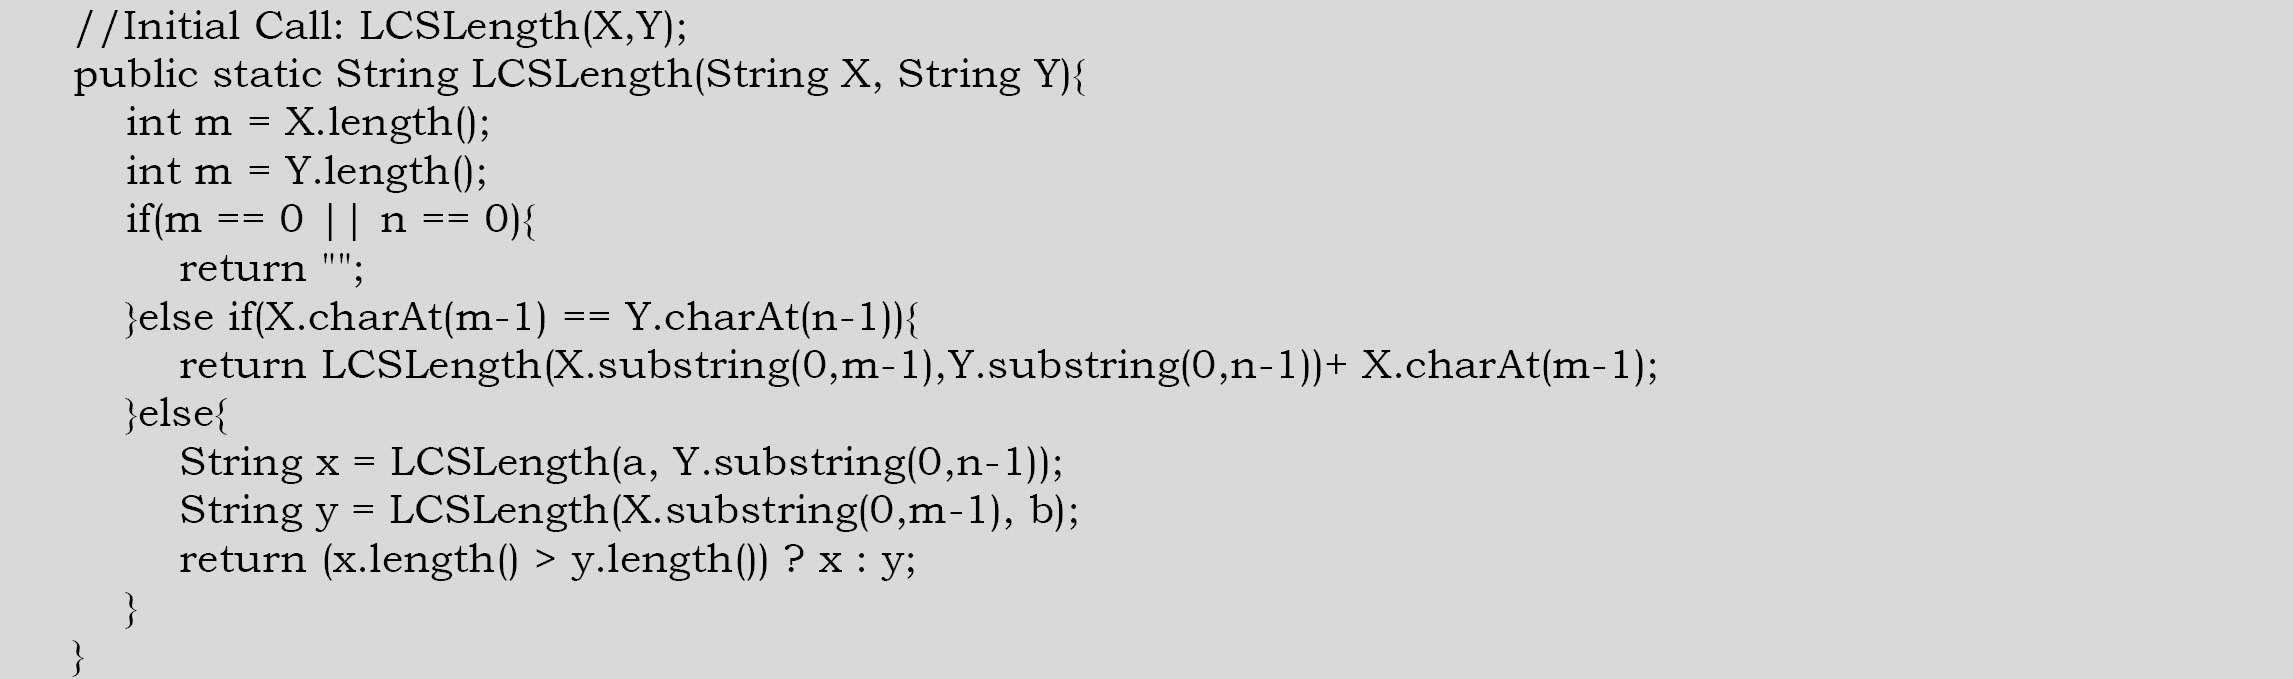 //Initial Call: LCSLength(X,Y);
public static String LCSLength(String X, String Y){
int m = X.length();
int m = Y.length();
if(m == 0 || n == 0){
return "";
}else if(X.charAt(m-1) == Y.charAt(n-1)){
return LCSLength(X.substring(0,m-1),Y.substring(0,n-1))+ X.charAt(m-1);
}else{
String x = LCSLength(a, Y.substring(0,n-1));
String y = LCSLength(X.substring(0,m-1), b);
return (x.length() > y.length()) ? x : y;
}
}